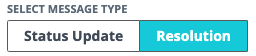 SELECT MESSAGE TYPE
Status Update Resolution